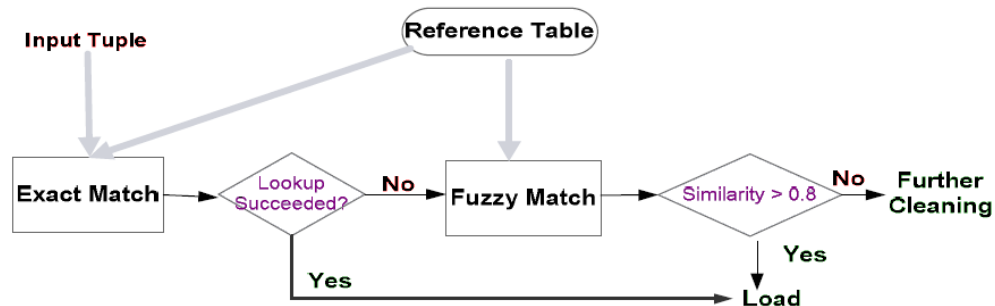 Reference Table
Input Tuple
Exact Match
Lookup
Succeeded?
No
Fuzzy Match
Similarity > 0.8
No
Further
Cleaning
Yes
Yes
Load